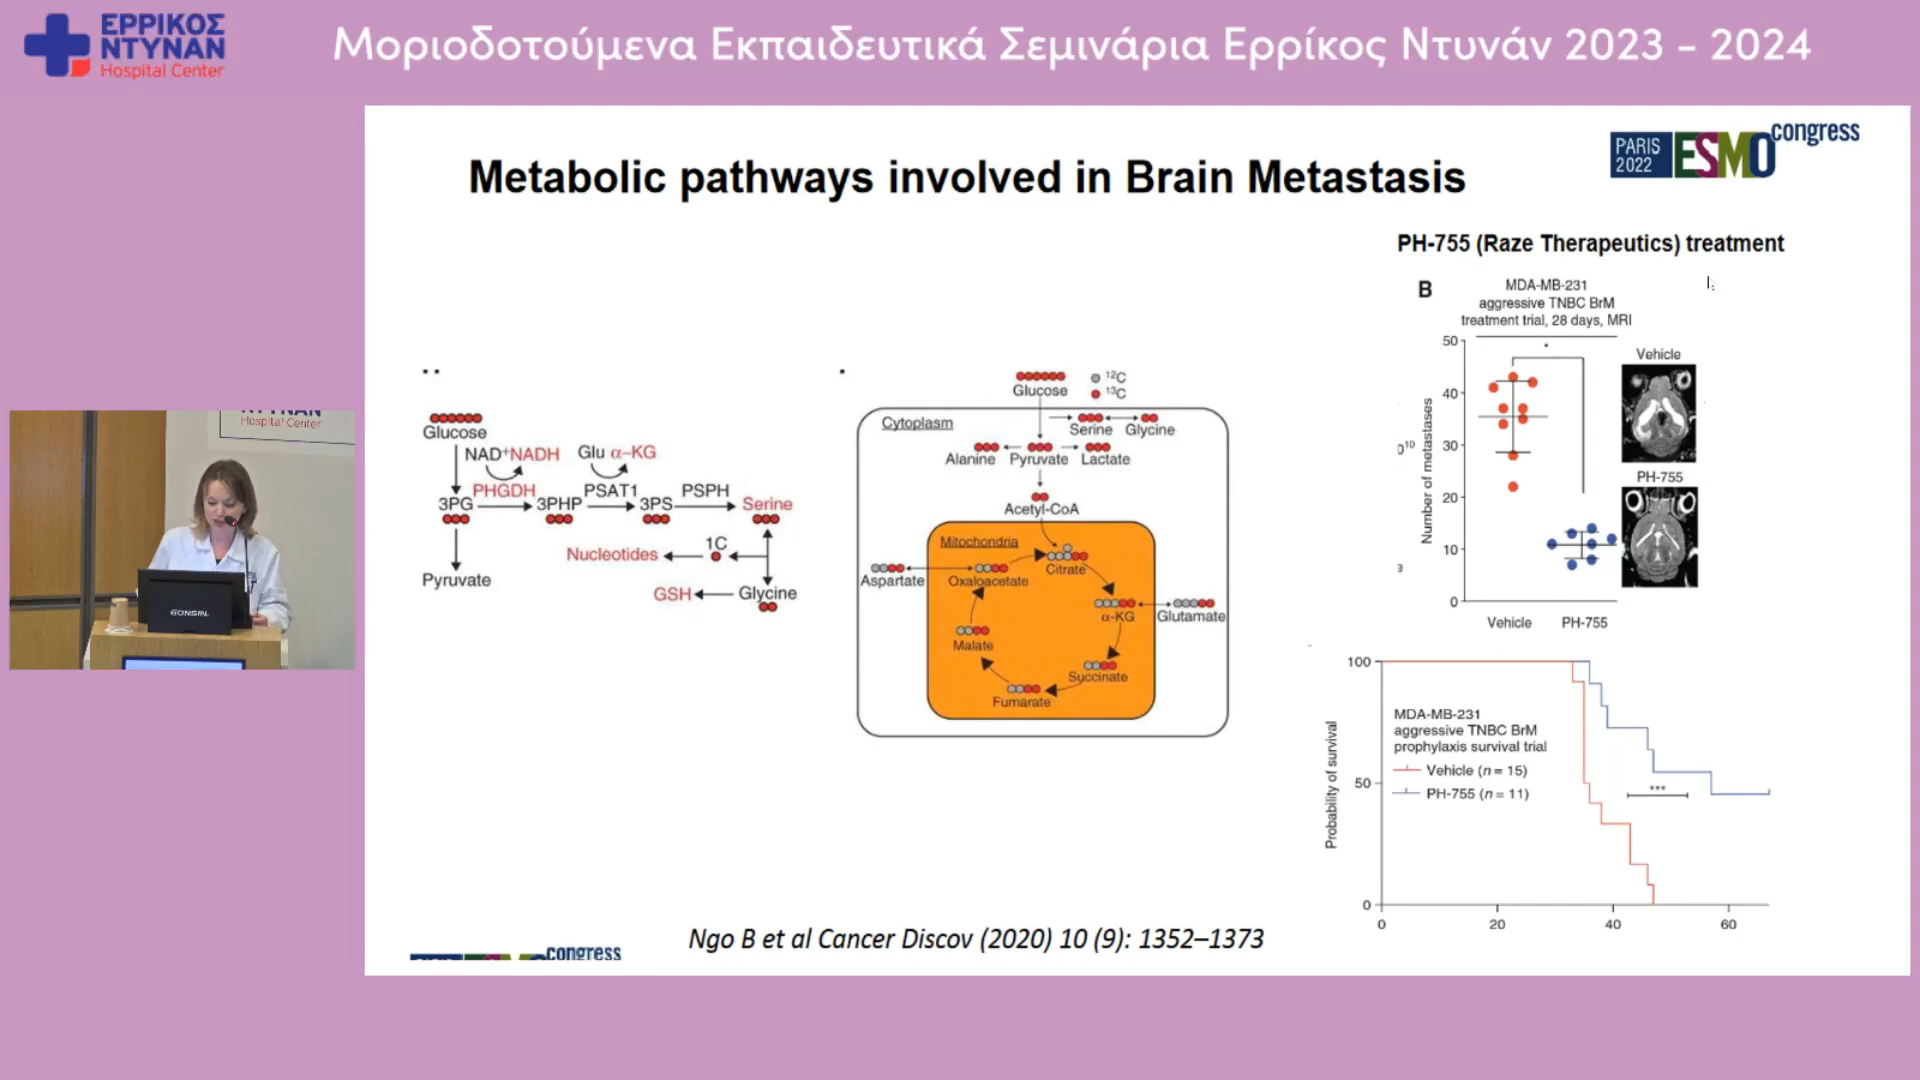 ΕΡΡΙΚΟΣ
ΝΤΥΝΑΝ
Hospital Center
Μοριοδοτούμενα Εκπαιδευτικά Σεμινάρια Ερρίκος Ντυνάν 2023 - 2024
PARIS
2022
ESMO
congress
Metabolic pathways involved in Brain Metastasis
PH-755 (Raze Therapeutics) treatment
Glucose
NAD⁺ NADH
Glu α-KG
PHGDH
PSAT1
PSPH
3PG
3PHP
3PS
Serine
Nucleotides
1C
Pyruvate
GSH
Glycine
Glucose
¹²C
¹³C
Cytoplasm
Serine
Glycine
Alanine
Pyruvate
Lactate
Acetyl-CoA
Mitochondria
Citrate
Aspartate
Oxaloacetate
α-KG
Glutamate
Malate
Succinate
Fumarate
B
MDA-MB-231
aggressive TNBC BrM
treatment trial, 28 days, MRI
Number of metastases
50
40
30
20
10
0
*
Vehicle
PH-755
Vehicle
PH-755
Probability of survival
100
50
0
MDA-MB-231
aggressive TNBC BrM
prophylaxis survival trial
Vehicle (n = 15)
PH-755 (n = 11)
***
0
20
40
60
Ngo B et al Cancer Discov (2020) 10 (9): 1352–1373
congress
Hospital Center
GONSIN